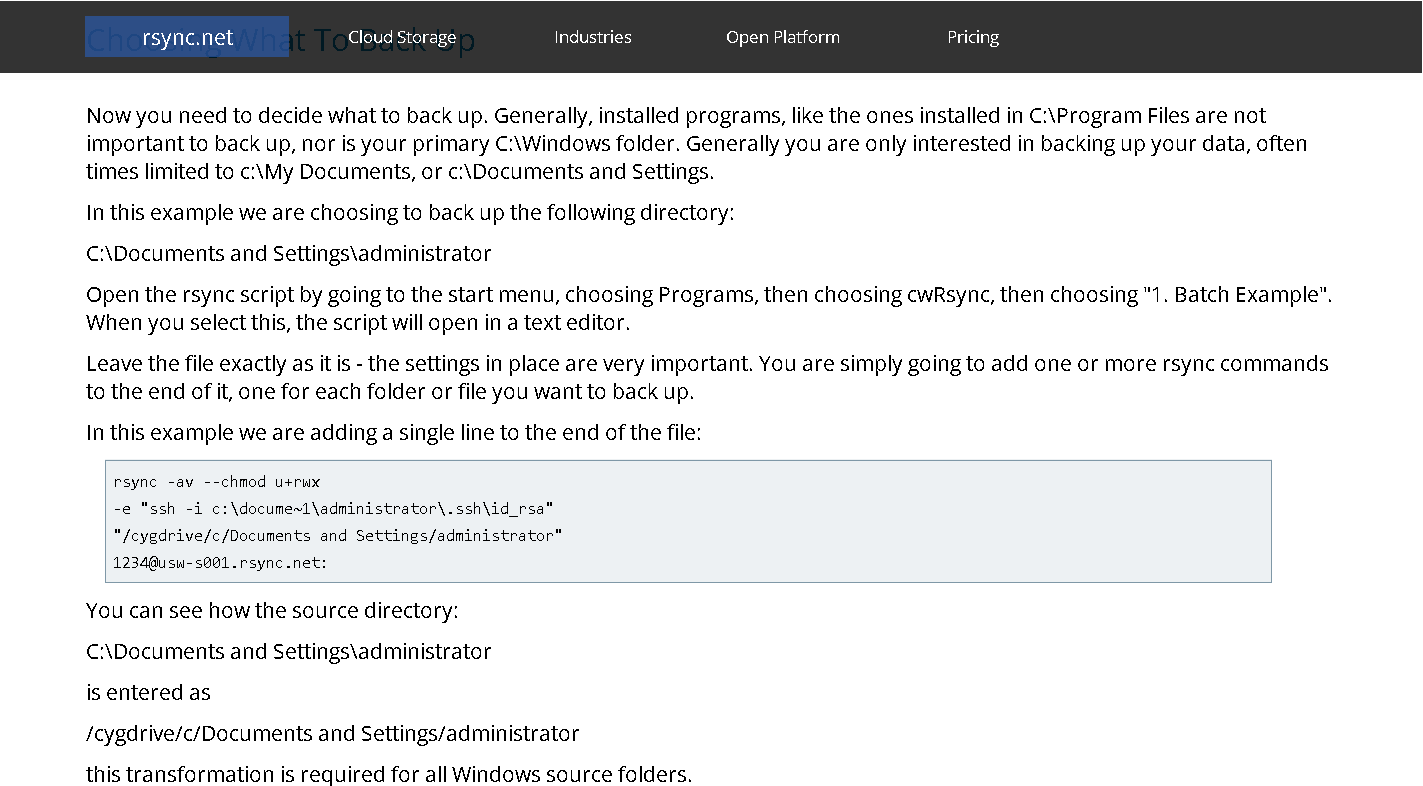 rsync.net Cloud Storage Industries Open Platform Pricing
Choosing What To Back Up
Now you need to decide what to back up. Generally, installed programs, like the ones installed in C:\Program Files are not
important to back up, nor is your primary C:\Windows folder. Generally you are only interested in backing up your data, often
times limited to c:\My Documents, or c:\Documents and Settings.
In this example we are choosing to back up the following directory:
C:\Documents and Settings\administrator
Open the rsync script by going to the start menu, choosing Programs, then choosing cwRsync, then choosing "1. Batch Example".
When you select this, the script will open in a text editor.
Leave the file exactly as it is - the settings in place are very important. You are simply going to add one or more rsync commands
to the end of it, one for each folder or file you want to back up.
In this example we are adding a single line to the end of the file:
rsync -av --chmod u+rwx
-e "ssh -i c:\docume~1\administrator\.ssh\id_rsa"
"/cygdrive/c/Documents and Settings/administrator"
1234@usw-s001.rsync.net:
You can see how the source directory:
C:\Documents and Settings\administrator
is entered as
/cygdrive/c/Documents and Settings/administrator
this transformation is required for all Windows source folders.